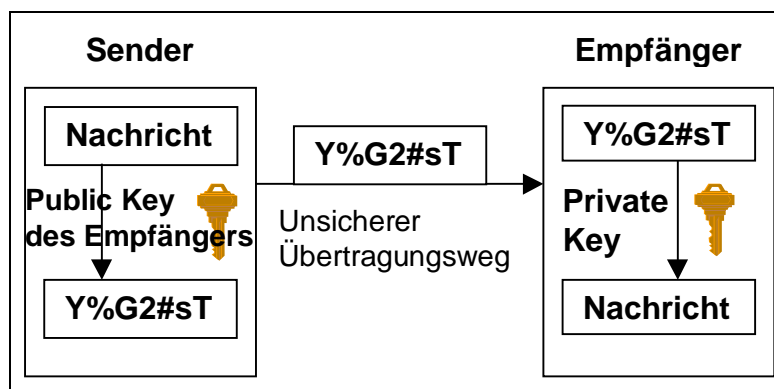 Sender
Nachricht
Public Key
des Empfängers
Y%G2#sT
Y%G2#sT
Unsicherer
Übertragungsweg
Empfänger
Y%G2#sT
Private
Key
Nachricht